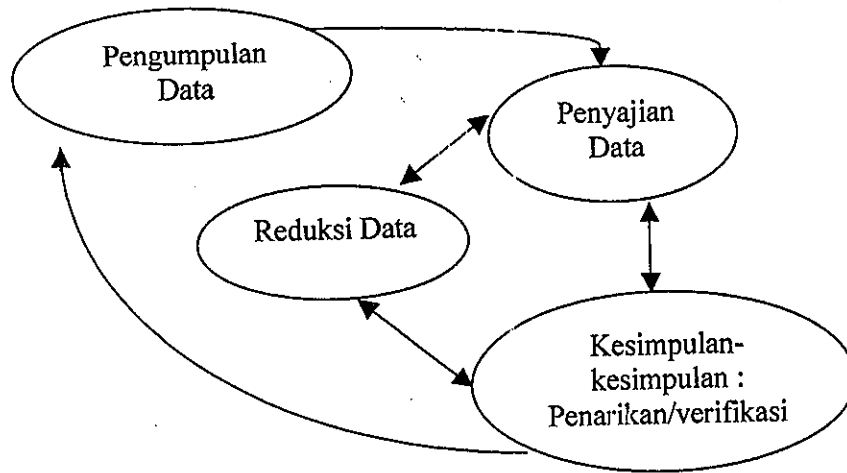 Pengumpulan
Data
Penyajian
Data
Reduksi Data
Kesimpulan-
kesimpulan :
Penarikan/verifikasi